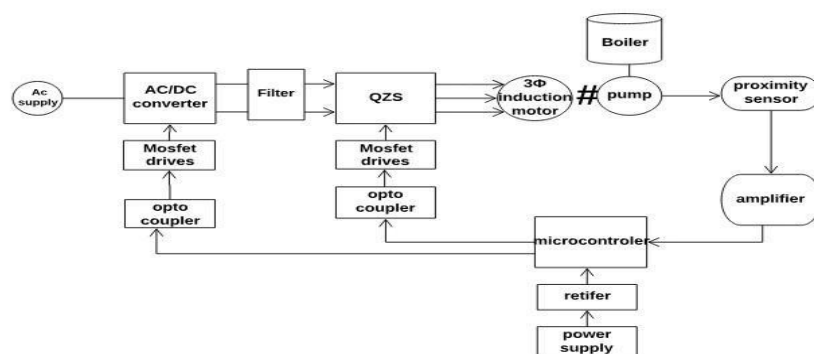 Boiler
Ac
supply
AC/DC
converter
Filter
QZS
3Φ
induction
motor
#
pump
proximity
sensor
Mosfet
drives
Mosfet
drives
opto
coupler
opto
coupler
amplifier
microcontroler
retifer
power
supply